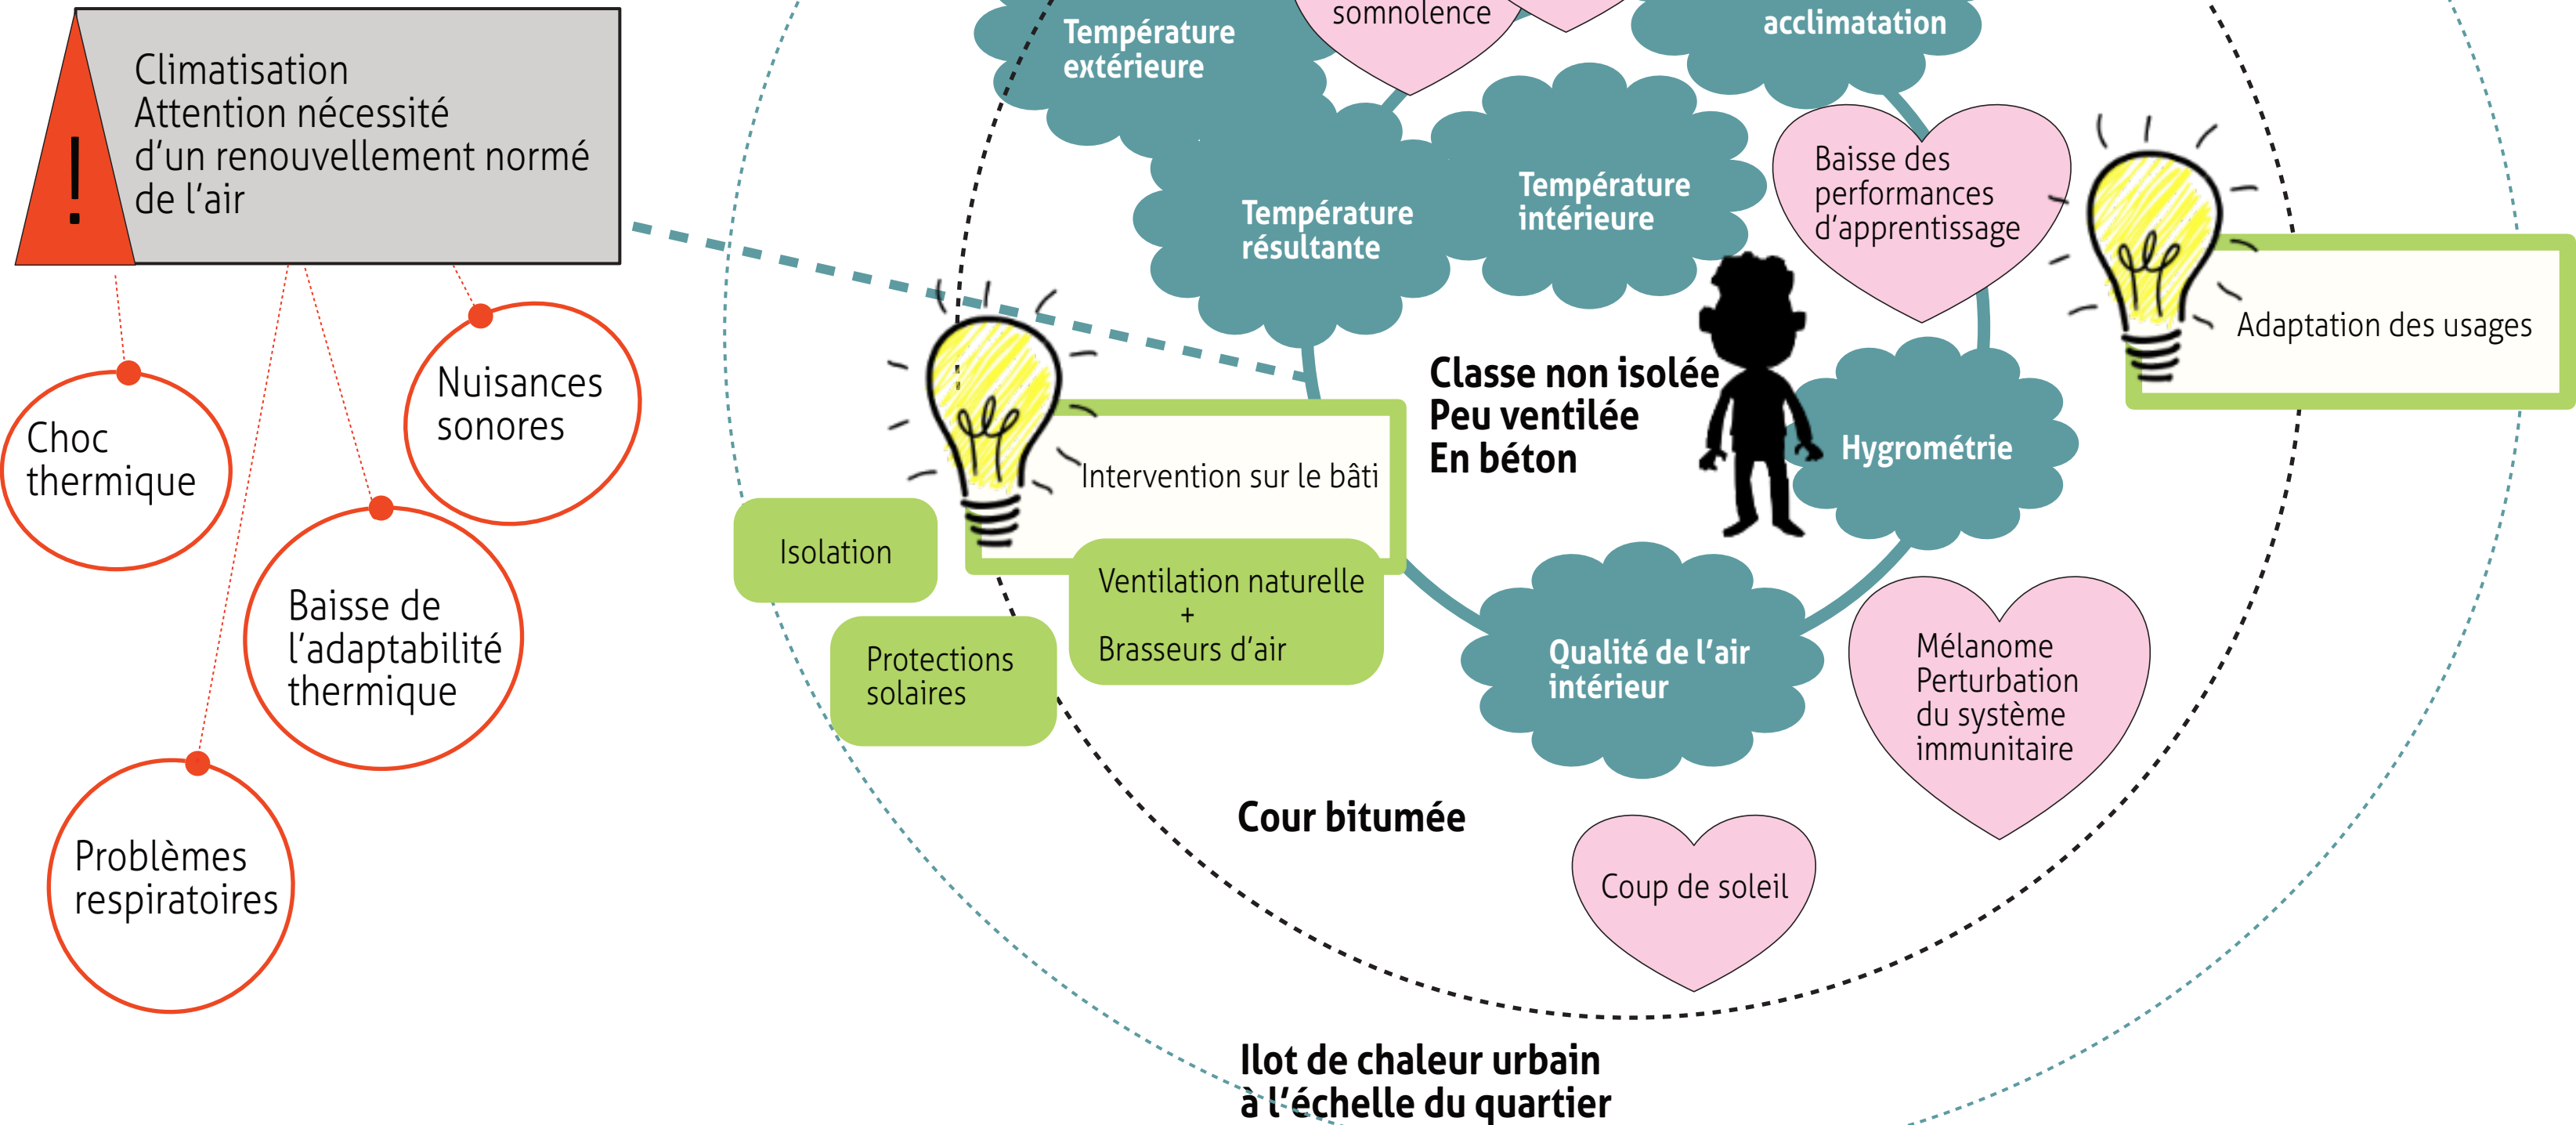 Climatisation
Attention nécessité
d'un renouvellement normé
de l'air
!
Choc
thermique
Nuisances
sonores
Baisse de
l'adaptabilité
thermique
Problèmes
respiratoires
Température
extérieure
somnolence
acclimatation
Température
résultante
Température
intérieure
Baisse des
performances
d'apprentissage
Adaptation des usages
Classe non isolée
Peu ventilée
En béton
Hygrométrie
Intervention sur le bâti
Isolation
Ventilation naturelle
+
Brasseurs d'air
Protections
solaires
Qualité de l'air
intérieur
Mélanome
Perturbation
du système
immunitaire
Cour bitumée
Coup de soleil
Ilot de chaleur urbain
à l'échelle du quartier